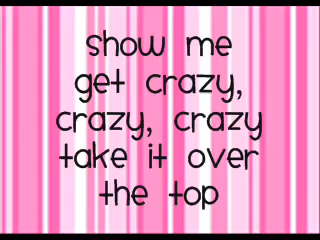 show me
get crazy,
crazy, crazy
take it over
the top